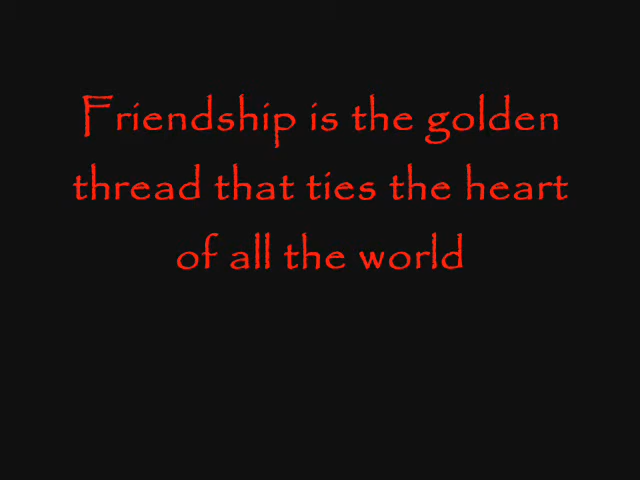 Friendship is the golden
thread that ties the heart
of all the world